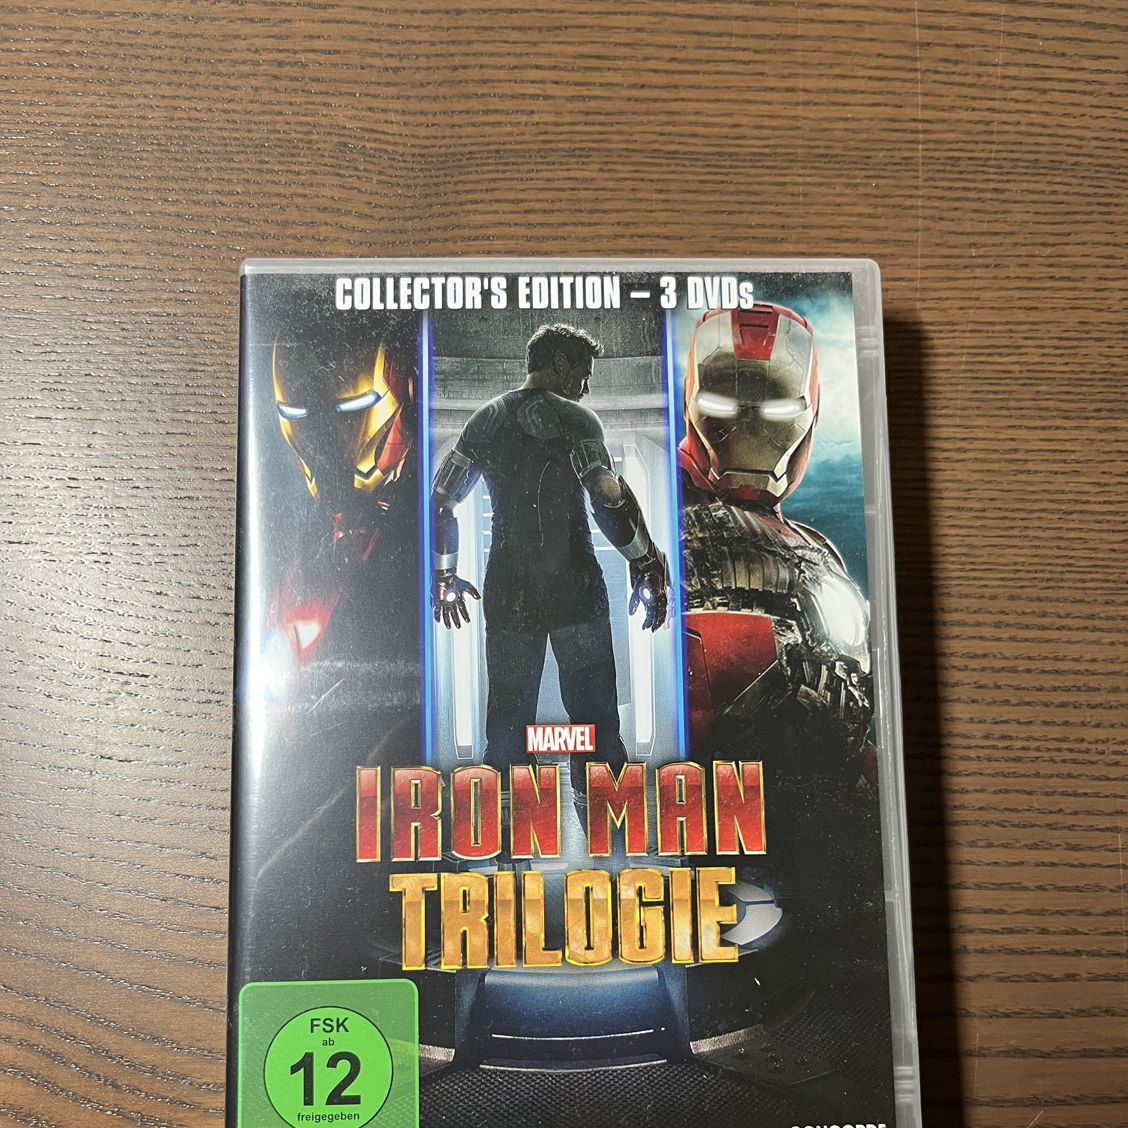 COLLECTOR'S EDITION – 3 DVDs
MARVEL
IRON MAN
TRILOGIE
FSK
ab
12
freigegeben